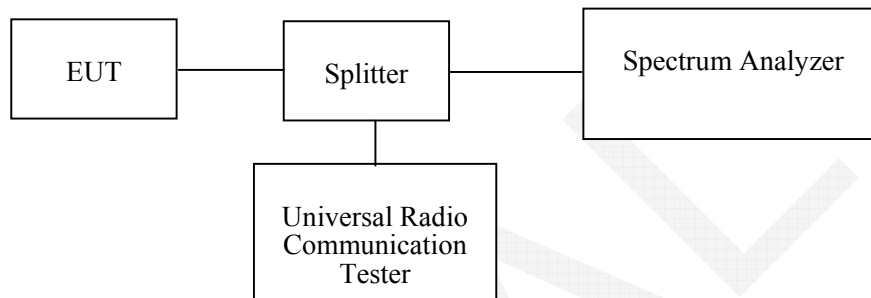 EUT
Splitter
Spectrum Analyzer
Universal Radio
Communication
Tester